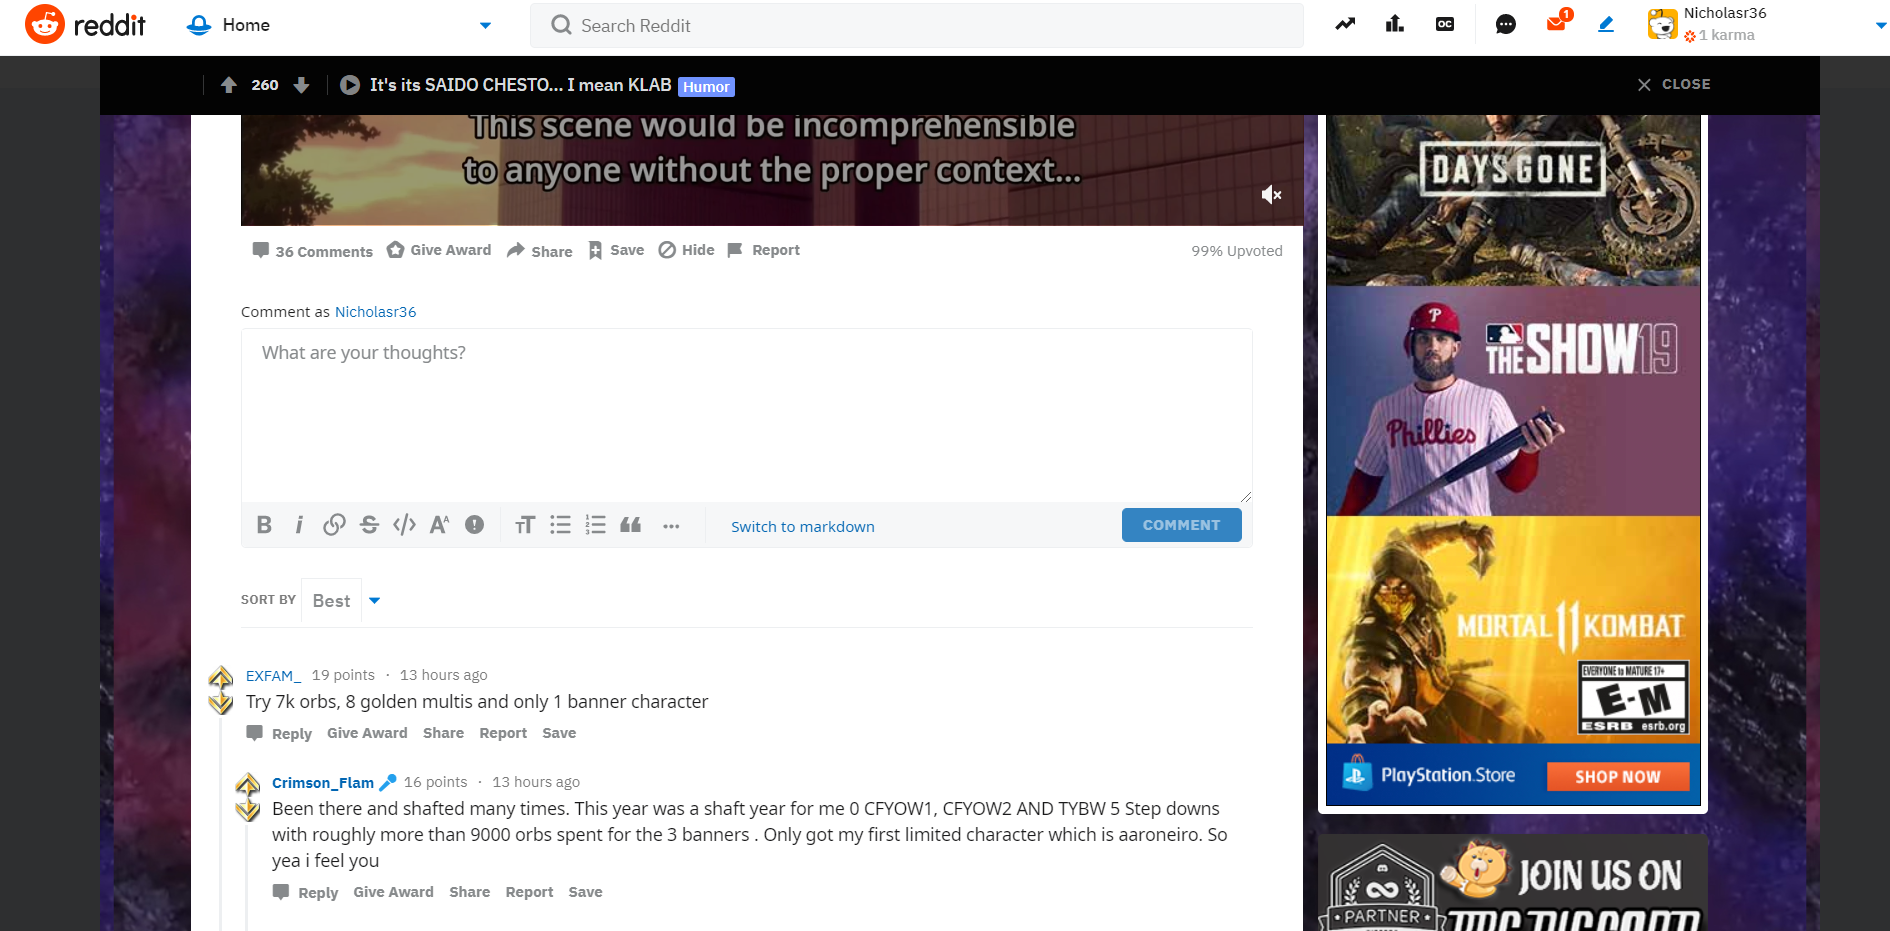 reddit
Home
Search Reddit
OC
1
Nicholasr36
1 karma
260
It's its SAIDO CHESTO... I mean KLAB
Humor
CLOSE
This scene would be incomprehensible
to anyone without the proper context...
36 Comments
Give Award
Share
Save
Hide
Report
99% Upvoted
Comment as Nicholasr36
What are your thoughts?
B
i
S
</>
A^
TT
Switch to markdown
COMMENT
SORT BY
Best
EXFAM_ 19 points · 13 hours ago
Try 7k orbs, 8 golden multis and only 1 banner character
Reply Give Award Share Report Save
Crimson_Flam 16 points · 13 hours ago
Been there and shafted many times. This year was a shaft year for me 0 CFYOW1, CFYOW2 AND TYBW 5 Step downs
with roughly more than 9000 orbs spent for the 3 banners . Only got my first limited character which is aaroneiro. So
yea i feel you
Reply Give Award Share Report Save
DAYS GONE
P
MLB
THE SHOW 19
Phillies
MORTAL 11 KOMBAT
EVERYONE to MATURE 17+
E-M
ESRB esrb.org
PlayStation.Store
SHOP NOW
JOIN US ON
PARTNER